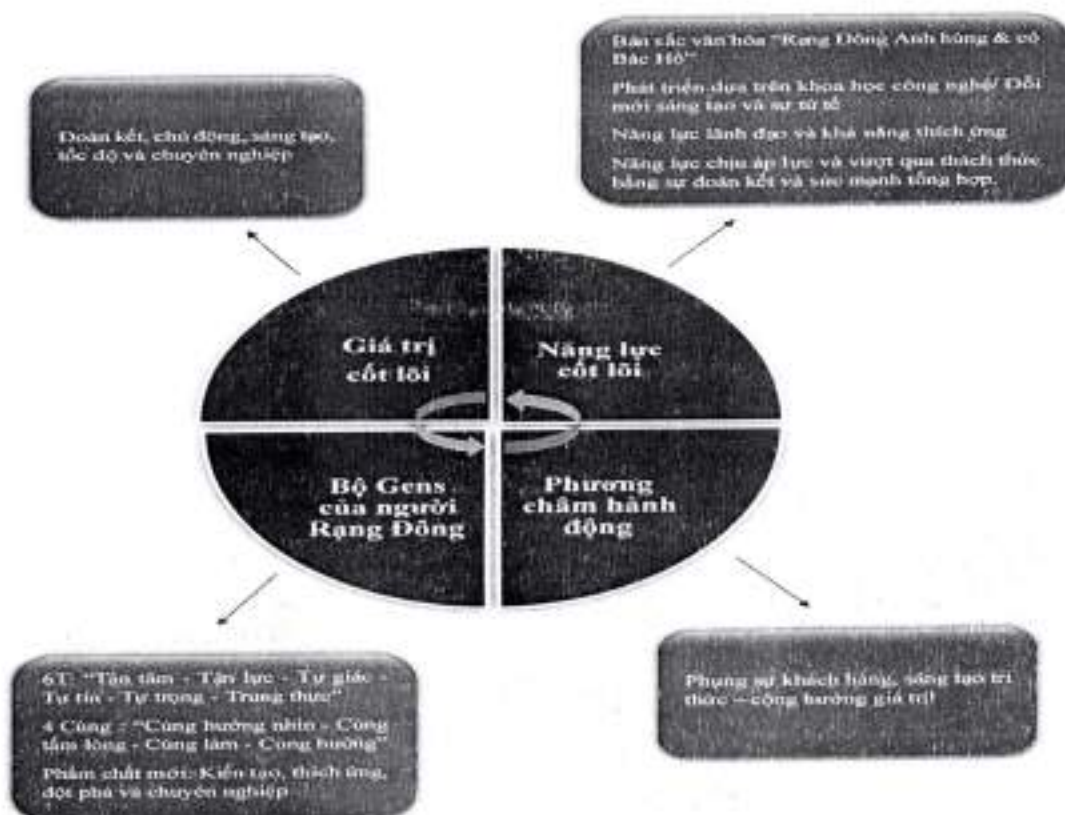 Đoàn kết, chủ động, sáng tạo,
tốc độ và chuyên nghiệp
Bản sắc văn hóa "Rạng Đông Anh hùng & có
Bác Hồ"
Phát triển dựa trên khoa học công nghệ/ Đổi
mới sáng tạo và sự tử tế
Năng lực lãnh đạo và khả năng thích ứng
Năng lực chịu áp lực và vượt qua thách thức
bằng sự đoàn kết và sức mạnh tổng hợp.
Giá trị
cốt lõi
Năng lực
cốt lõi
Bộ Gens
của người
Rạng Đông
Phương
châm hành
động
6T: "Tận tâm - Tận lực - Tự giác -
Tự tin - Tự trọng - Trung thực"
4 Cùng : "Cùng hướng nhìn - Cùng
tấm lòng - Cùng làm - Cùng hưởng"
Phẩm chất mới: Kiến tạo, thích ứng,
đột phá và chuyên nghiệp
Phụng sự khách hàng, sáng tạo tri
thức – cộng hưởng giá trị!